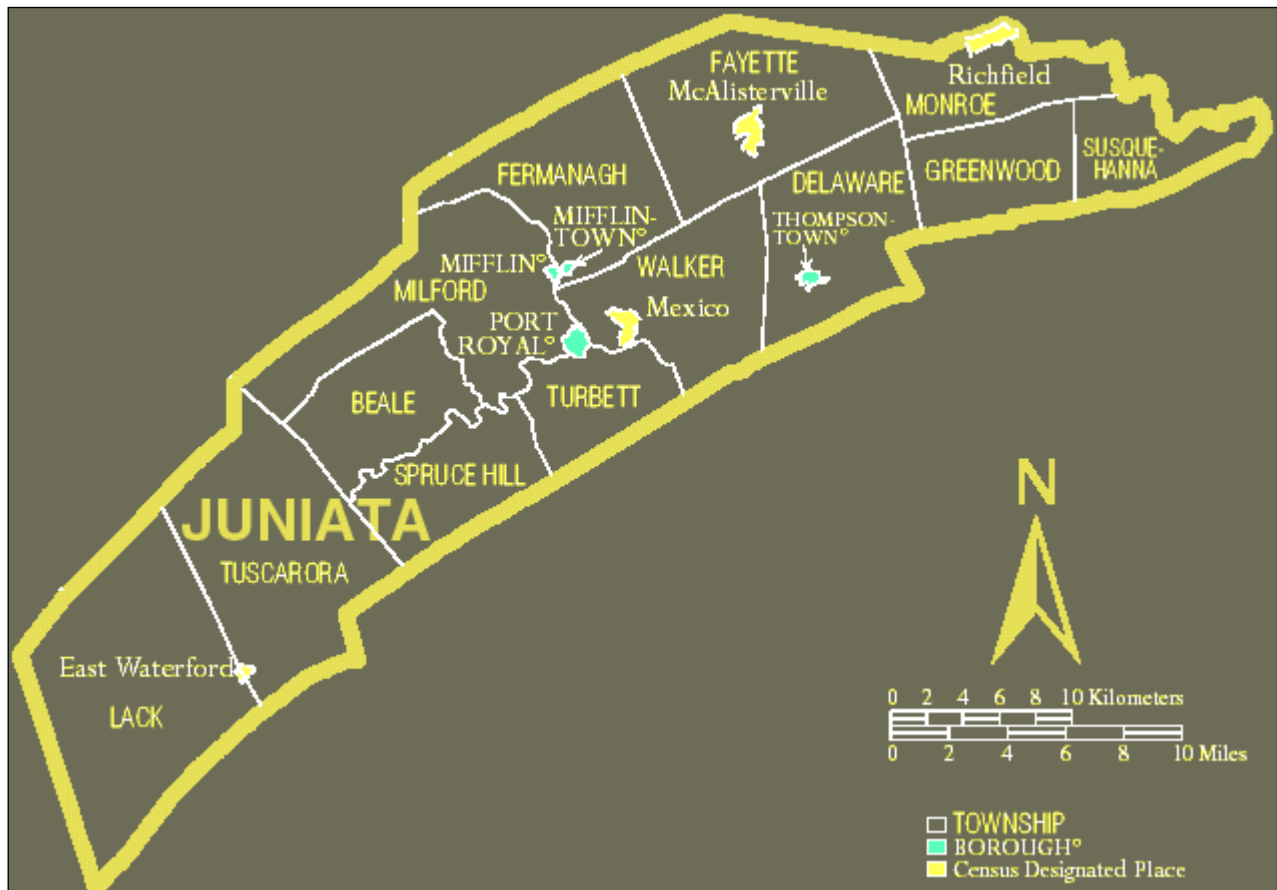 FAYETTE
McAlisterville
Richfield
MONROE
FERMANAGH
DELAWARE
GREENWOOD
SUSQUE-
HANNA
MIFFLIN-
TOWN°
THOMPSON-
TOWN°
MIFFLIN°
WALKER
MILFORD
Mexico
PORT
ROYAL°
BEALE
TURBETT
SPRUCE HILL
JUNIATA
TUSCARORA
East Waterford
LACK
N
0 2 4 6 8 10 Kilometers
0 2 4 6 8 10 Miles
TOWNSHIP
BOROUGH°
Census Designated Place